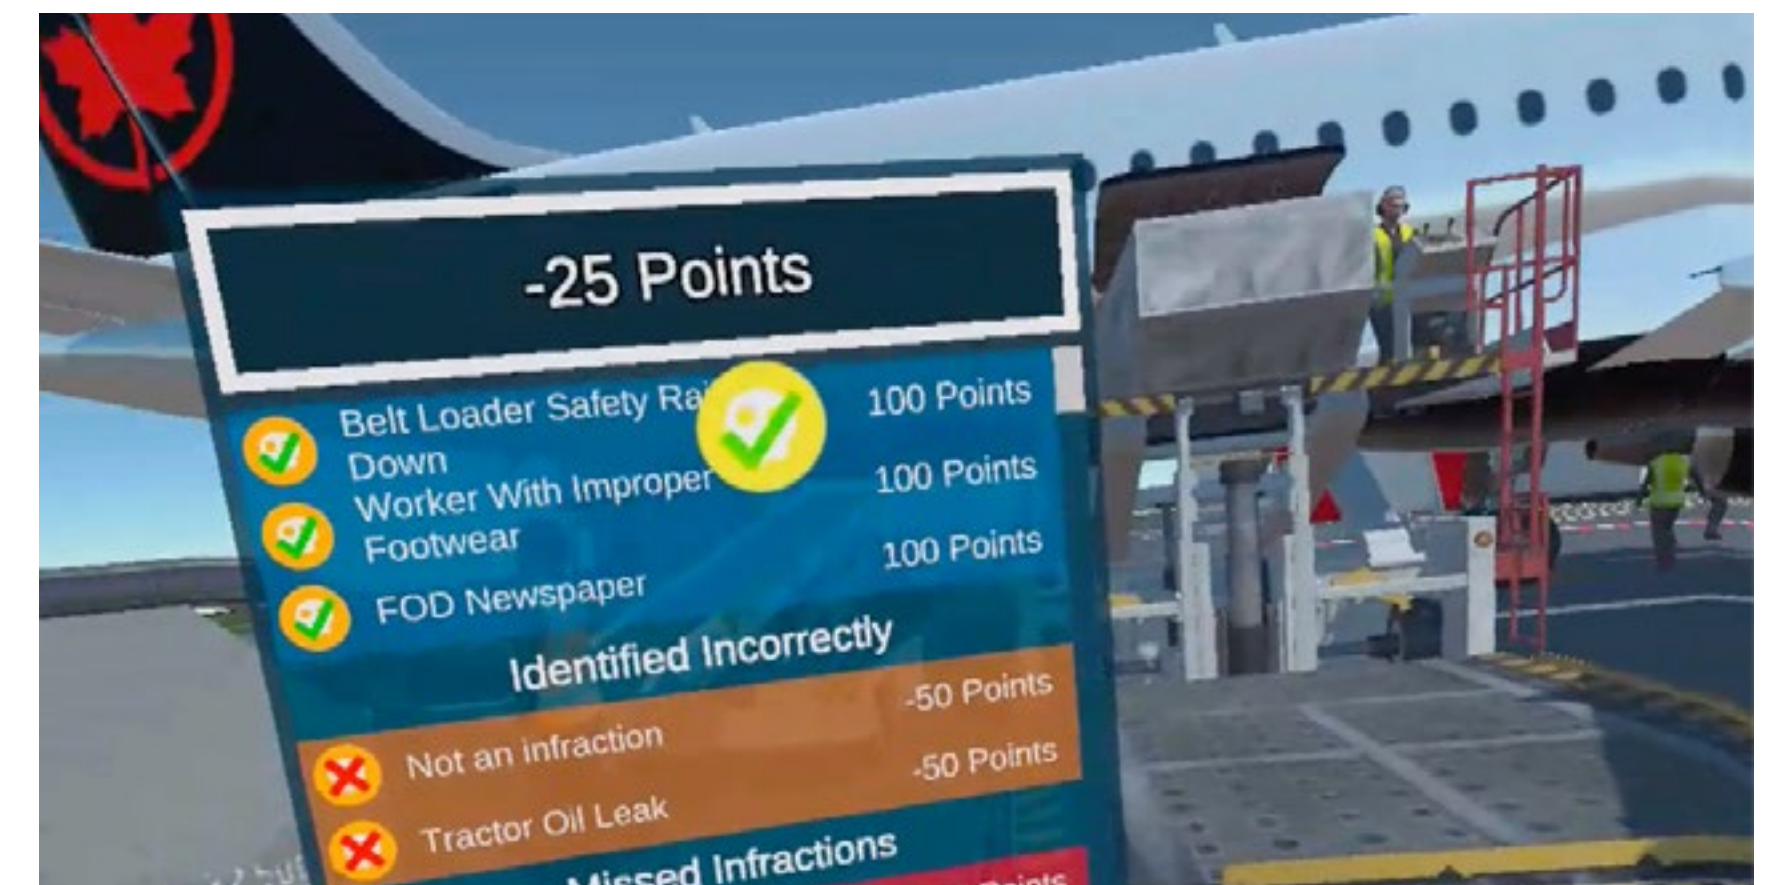 -25 Points
Belt Loader Safety
Down
100 Points
Worker With Improper
Footwear
100 Points
FOD Newspaper
100 Points
Identified Incorrectly
Not an infraction
-50 Points
Tractor Oil Leak
-50 Points
Missed Infractions
Points